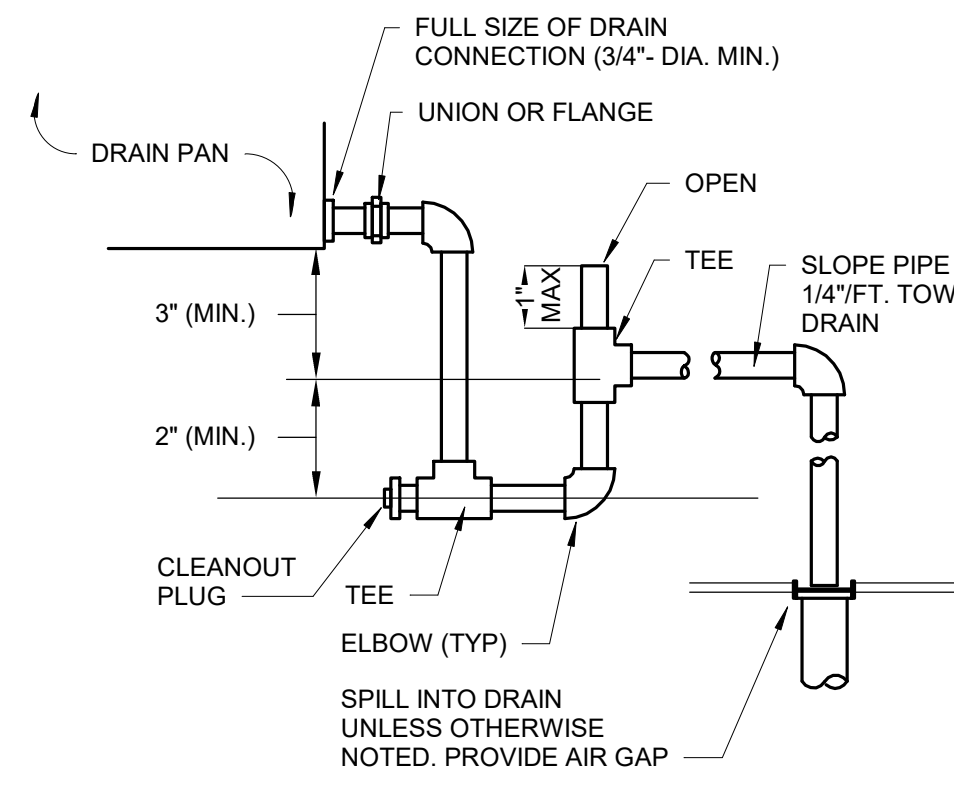 FULL SIZE OF DRAIN
CONNECTION (3/4"- DIA. MIN.)
UNION OR FLANGE
DRAIN PAN
OPEN
TEE
SLOPE PIPE
1/4"/FT. TOW
DRAIN
1"
MAX
3" (MIN.)
2" (MIN.)
CLEANOUT
PLUG
TEE
ELBOW (TYP)
SPILL INTO DRAIN
UNLESS OTHERWISE
NOTED. PROVIDE AIR GAP